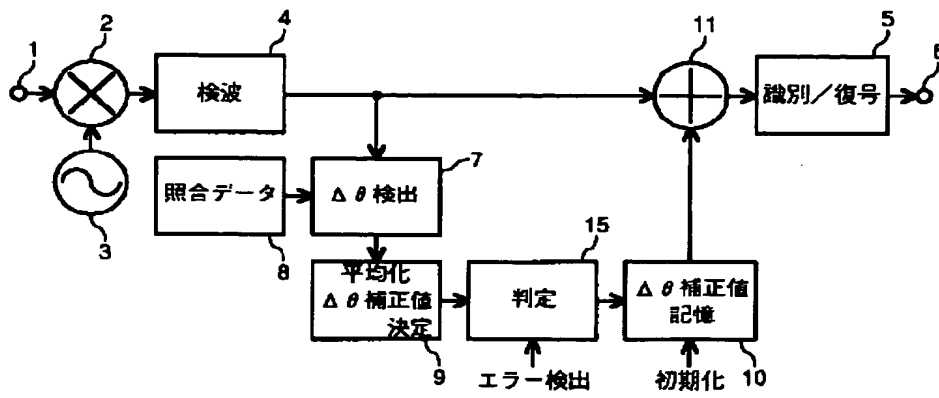 1
2
3
4
検波
11
5
識別/復号
6
照合データ
8
7
Δθ検出
平均化
Δθ補正値
決定
9
15
判定
エラー検出
Δθ補正値
記憶
10
初期化